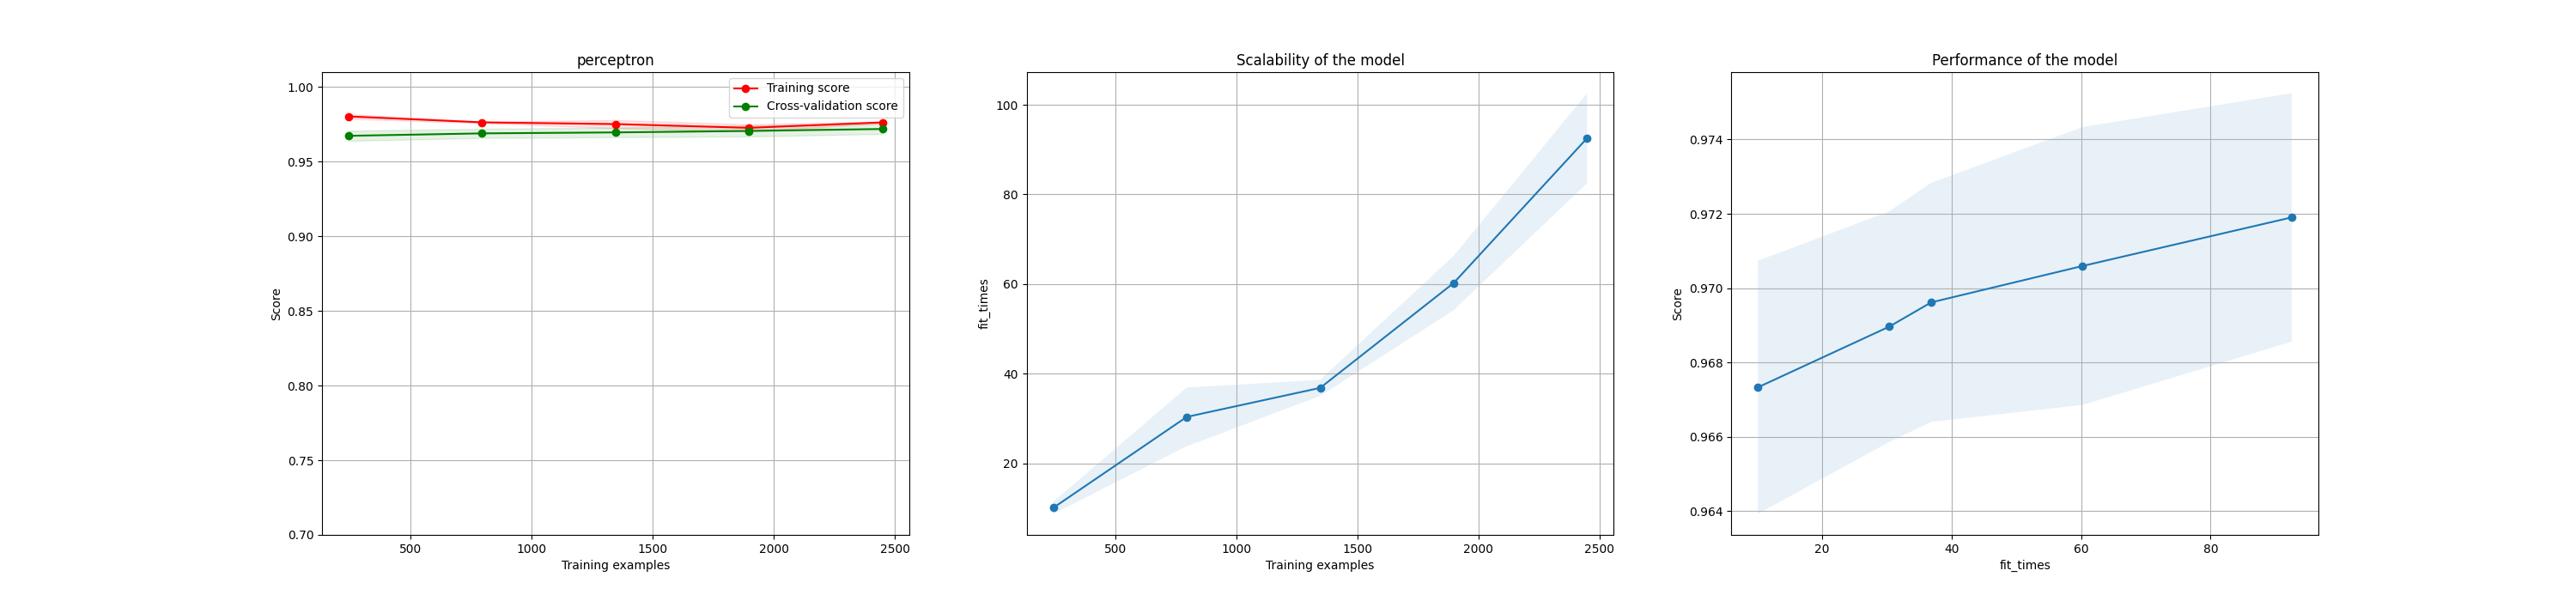 perceptron
Training score
Cross-validation score
1.00
0.95
0.90
0.85
0.80
0.75
0.70
Score
500 1000 1500 2000 2500
Training examples
Scalability of the model
100
80
60
40
20
fit_times
500 1000 1500 2000 2500
Training examples
Performance of the model
0.974
0.972
0.970
0.968
0.966
0.964
Score
20 40 60 80
fit_times